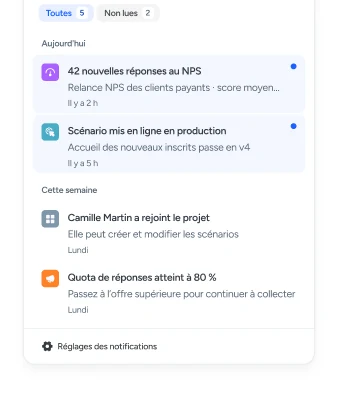 Toutes 5 Non lues 2
Aujourd'hui
42 nouvelles réponses au NPS
Relance NPS des clients payants · score moyen...
Il y a 2 h
Scénario mis en ligne en production
Accueil des nouveaux inscrits passe en v4
Il y a 5 h
Cette semaine
Camille Martin a rejoint le projet
Elle peut créer et modifier les scénarios
Lundi
Quota de réponses atteint à 80 %
Passez à l'offre supérieure pour continuer à collecter
Lundi
Réglages des notifications